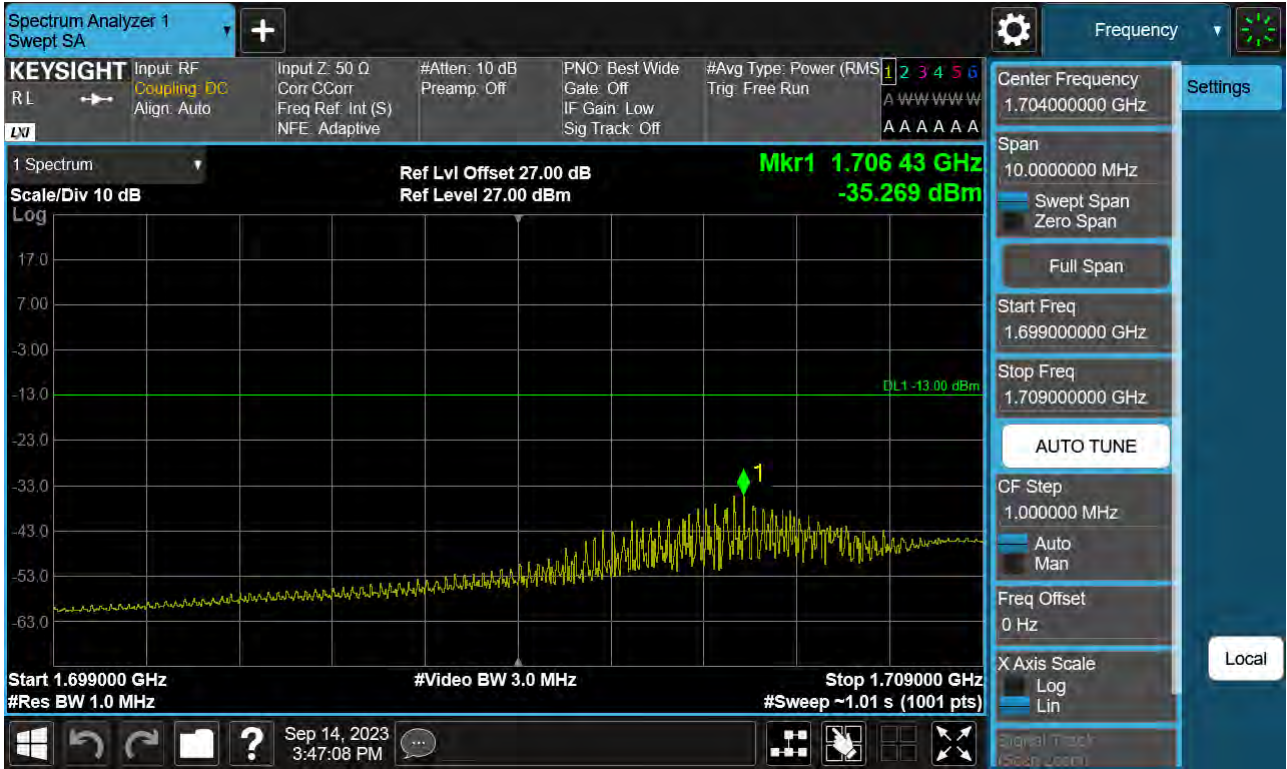 Spectrum Analyzer 1
Swept SA
+
Frequency
KEYSIGHT
RL
LXI
Input: RF
Coupling: DC
Align: Auto
Input Z: 50 Ω
Corr CCorr
Freq Ref: Int (S)
NFE: Adaptive
#Atten: 10 dB
Preamp: Off
PNO: Best Wide
Gate: Off
IF Gain: Low
Sig Track: Off
#Avg Type: Power (RMS
Trig: Free Run
1 2 3 4 5 6
A W W W W W
A A A A A A
1 Spectrum
Scale/Div 10 dB
Log
Ref Lvl Offset 27.00 dB
Ref Level 27.00 dBm
Mkr1 1.706 43 GHz
-35.269 dBm
17.0
7.00
-3.00
-13.0
-23.0
-33.0
-43.0
-53.0
-63.0
DL1 -13.00 dBm
1
Start 1.699000 GHz
#Res BW 1.0 MHz
#Video BW 3.0 MHz
Stop 1.709000 GHz
#Sweep ~1.01 s (1001 pts)
Center Frequency
1.704000000 GHz
Span
10.0000000 MHz
Swept Span
Zero Span
Full Span
Start Freq
1.699000000 GHz
Stop Freq
1.709000000 GHz
AUTO TUNE
CF Step
1.000000 MHz
Auto
Man
Freq Offset
0 Hz
X Axis Scale
Log
Lin
Signal Track
(Span Zoom)
Settings
Local
?
Sep 14, 2023
3:47:08 PM